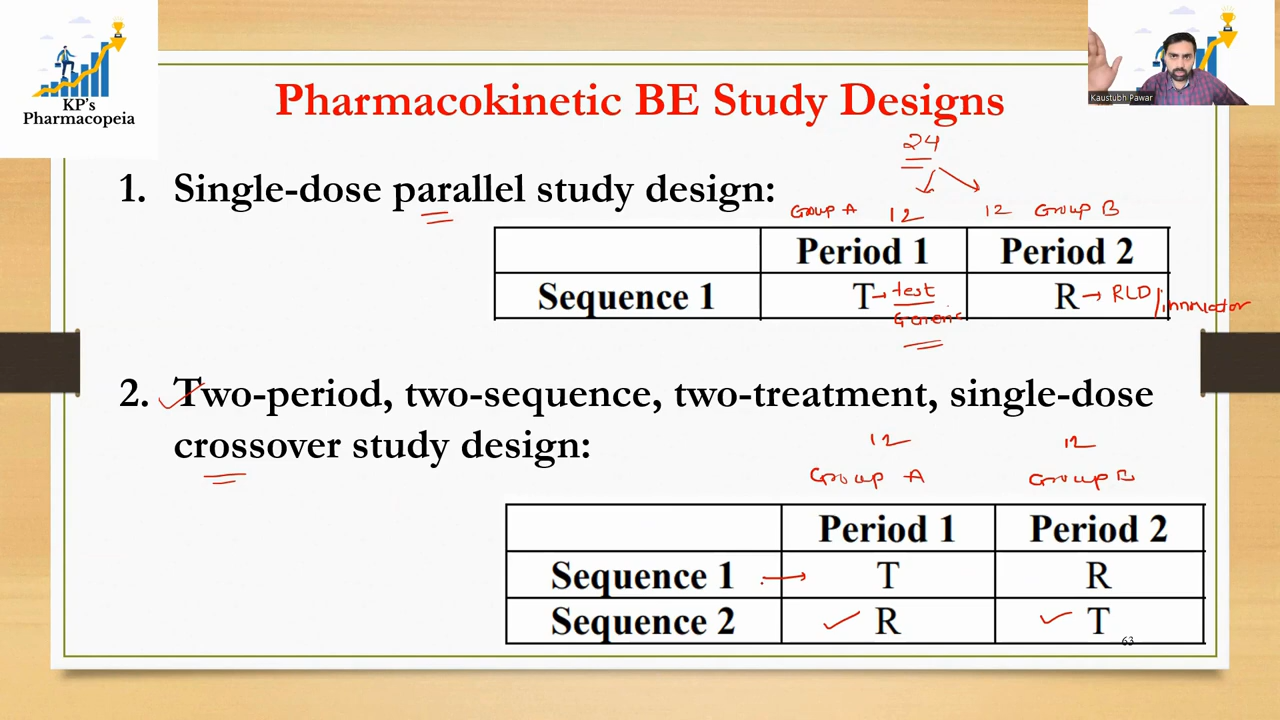 KP's
Pharmacopeia
Kaustubh Pawar
Pharmacokinetic BE Study Designs
24
1. Single-dose parallel study design:
Group A 12 12 Group B
Period 1 Period 2
Sequence 1 T → test R → RLD /
2. Two-period, two-sequence, two-treatment, single-dose
crossover study design:
12 12
Group A Group B
Period 1 Period 2
Sequence 1 T R
Sequence 2 R T
63